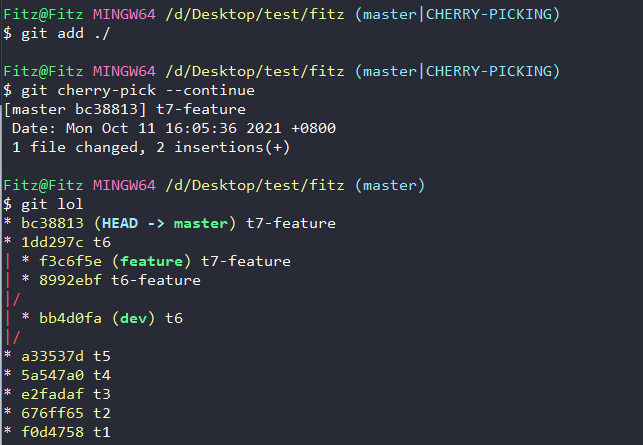 Fitz@Fitz MINGW64 /d/Desktop/test/fitz (master|CHERRY-PICKING)
$ git add ./
Fitz@Fitz MINGW64 /d/Desktop/test/fitz (master|CHERRY-PICKING)
$ git cherry-pick --continue
[master bc38813] t7-feature
 Date: Mon Oct 11 16:05:36 2021 +0800
 1 file changed, 2 insertions(+)
Fitz@Fitz MINGW64 /d/Desktop/test/fitz (master)
$ git lol
* bc38813 (HEAD -> master) t7-feature
* 1dd297c t6
| * f3c6f5e (feature) t7-feature
| * 8992ebf t6-feature
|/
| * bb4d0fa (dev) t6
|/
* a33537d t5
* 5a547a0 t4
* e2fadaf t3
* 676ff65 t2
* f0d4758 t1